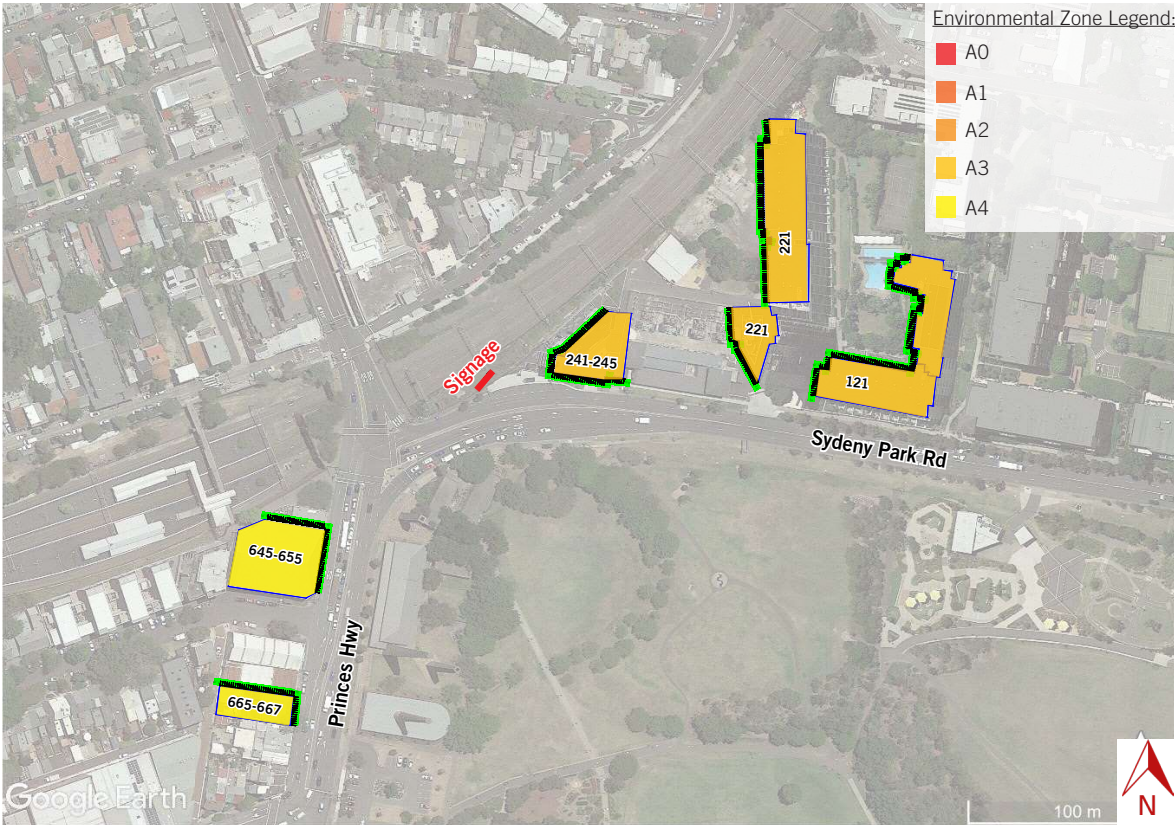 Environmental Zone Legend:
A0
A1
A2
A3
A4
221
221
241-245
Signage
121
Sydeny Park Rd
645-655
665-667
Princes Hwy
Google Earth
100 m
N